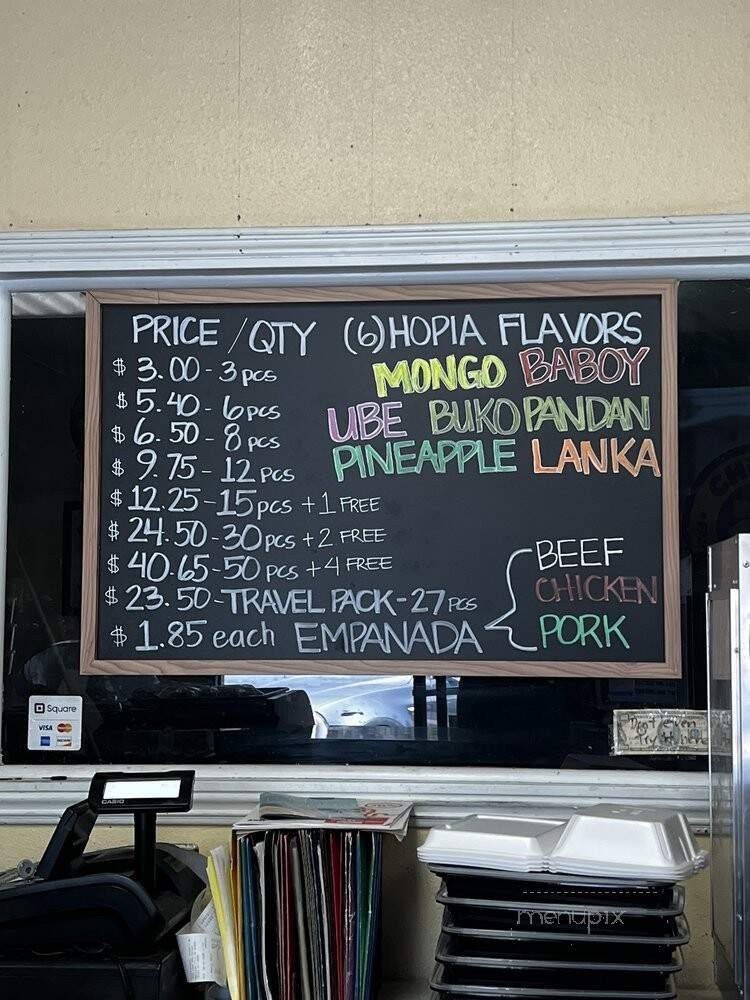 PRICE / QTY (6) HOPIA FLAVORS
$ 3.00 - 3 pcs
MONGO BABOY
$ 5.40 - 6 pcs
UBE BUKO PANDAN
$ 6.50 - 8 pcs
PINEAPPLE LANKA
$ 9.75 - 12 pcs
$ 12.25 - 15 pcs + 1 FREE
$ 24.50 - 30 pcs + 2 FREE
$ 40.65 - 50 pcs + 4 FREE
$ 23.50 - TRAVEL PACK - 27 pcs
$ 1.85 each EMPANADA
BEEF
CHICKEN
PORK
Square
VISA
CASIO
menupix